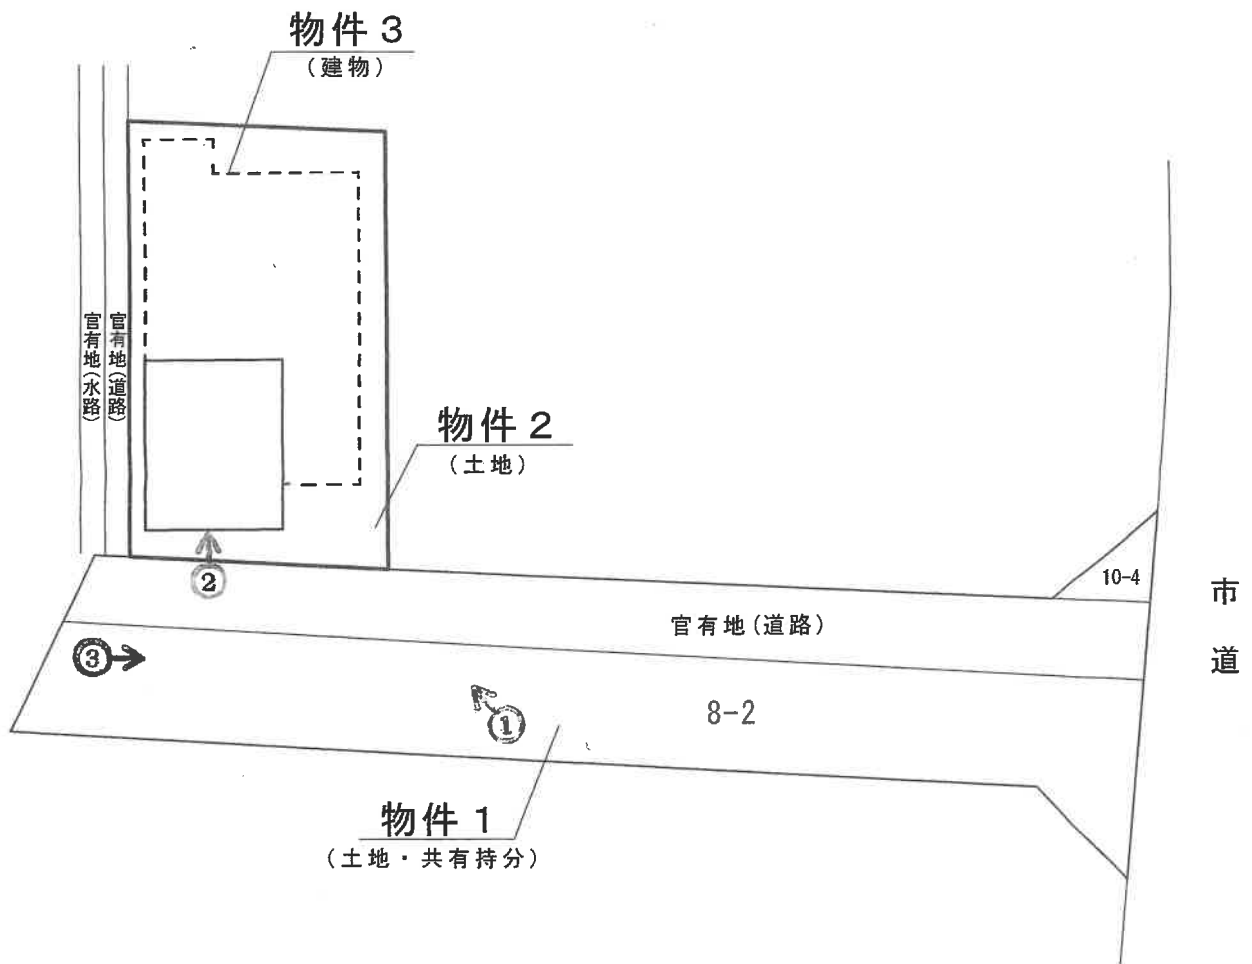 物件3
(建物)
官有地(水路)
官有地(道路)
物件2
(土地)
10-4
市道
官有地(道路)
②
③
①
8-2
物件1
(土地・共有持分)